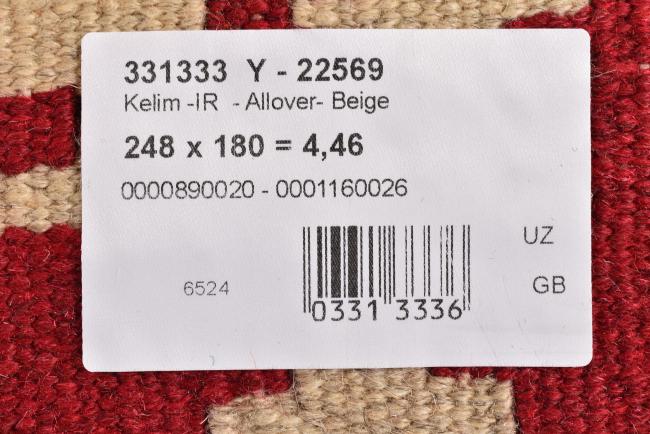 331333 Y - 22569
Kelim -IR - Allover- Beige
248 x 180 = 4,46
0000890020 - 0001160026
UZ
6524
GB
0331 3336